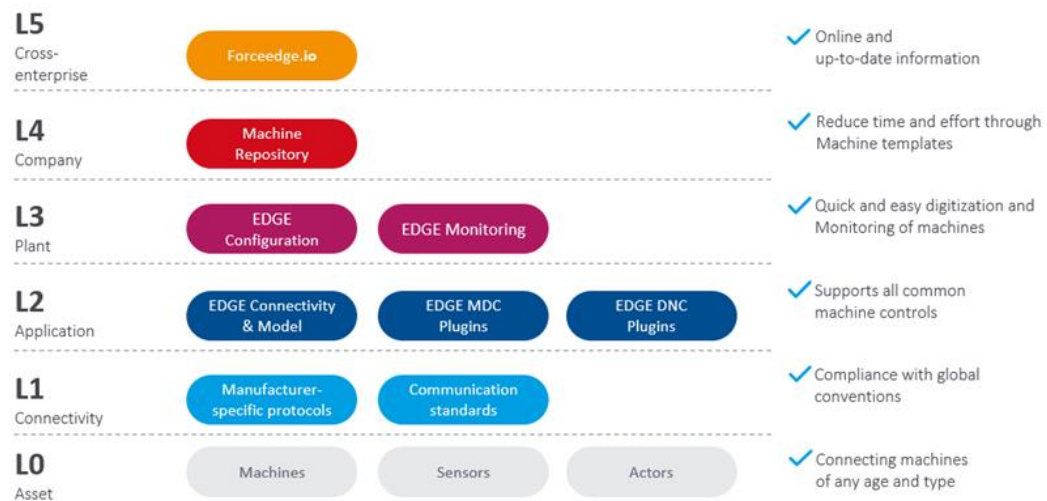 L5
Cross-
enterprise
Forceedge.io
Online and
up-to-date information
L4
Company
Machine
Repository
Reduce time and effort through
Machine templates
L3
Plant
EDGE
Configuration
EDGE Monitoring
Quick and easy digitization and
Monitoring of machines
L2
Application
EDGE Connectivity
& Model
EDGE MDC
Plugins
EDGE DNC
Plugins
Supports all common
machine controls
L1
Connectivity
Manufacturer-
specific protocols
Communication
standards
Compliance with global
conventions
L0
Asset
Machines
Sensors
Actors
Connecting machines
of any age and type